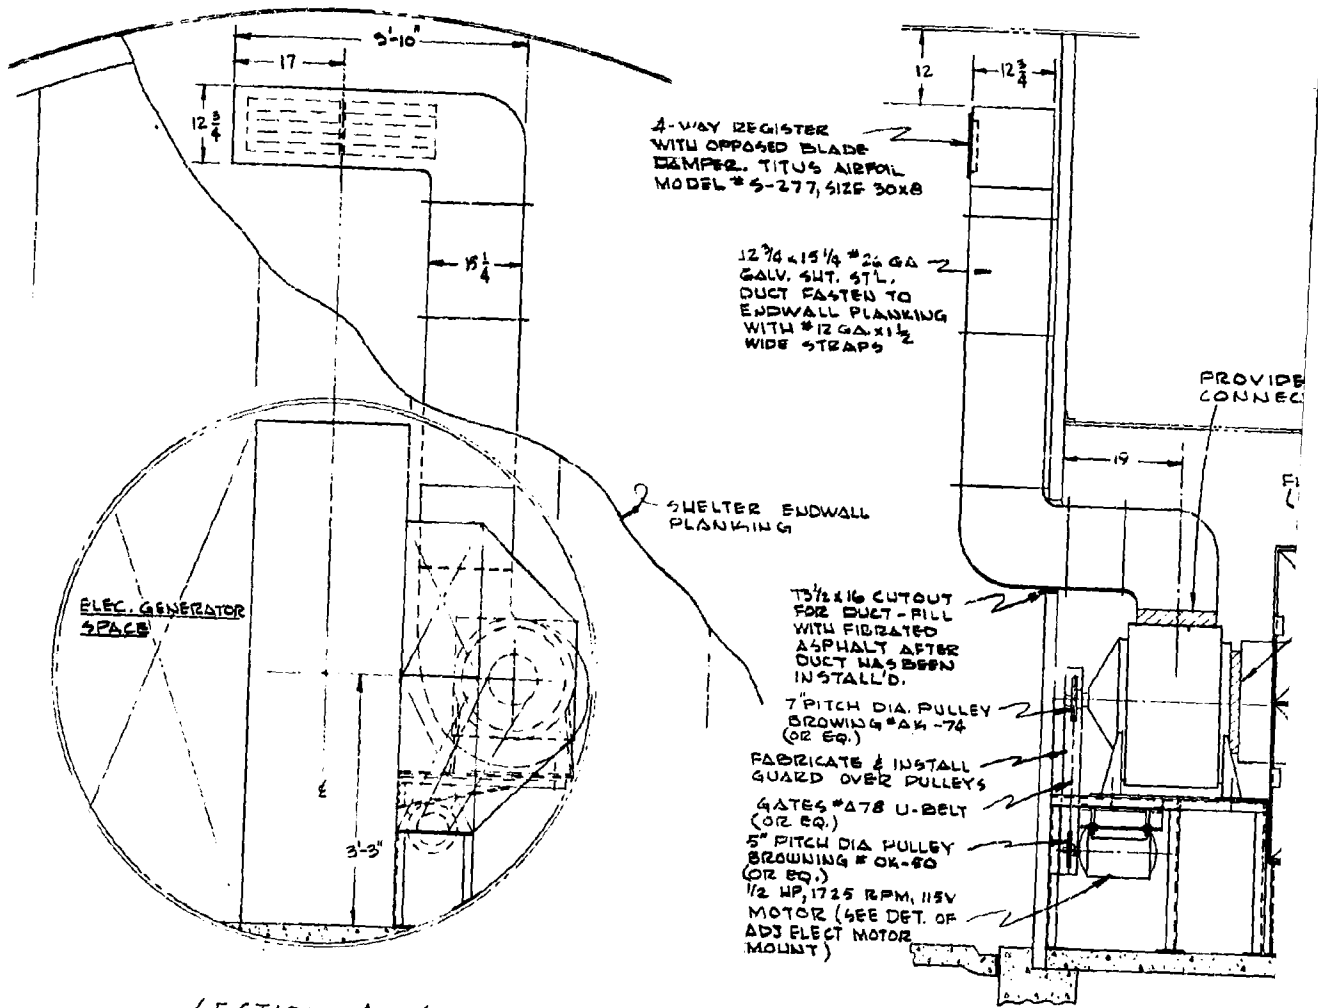 3'-10"
17
12 3/4
15 1/4
ELEC. GENERATOR
SPACE
℄
3'-3"
SHELTER ENDWALL
PLANKING
12
12 3/4
4-WAY REGISTER
WITH OPPOSED BLADE
DAMPER. TITUS AIRFOIL
MODEL #S-277, SIZE 30X8
12 3/4 x 15 1/4 #26 GA
GALV. SHT. STL.
DUCT FASTEN TO
ENDWALL PLANKING
WITH #12 GA. x 1 1/2
WIDE STRAPS
PROVIDE
CONNEC
19
13 1/2 x 16 CUTOUT
FOR DUCT - FILL
WITH FIBRATED
ASPHALT AFTER
DUCT HAS BEEN
INSTALL'D.
7" PITCH DIA. PULLEY
BROWING #AK-74
(OR EQ.)
FABRICATE & INSTALL
GUARD OVER PULLEYS
GATES #A78 V-BELT
(OR EQ.)
5" PITCH DIA PULLEY
BROWNING # OK-50
(OR EQ.)
1/2 HP, 1725 RPM, 115V
MOTOR (SEE DET. OF
ADJ ELECT MOTOR
MOUNT)